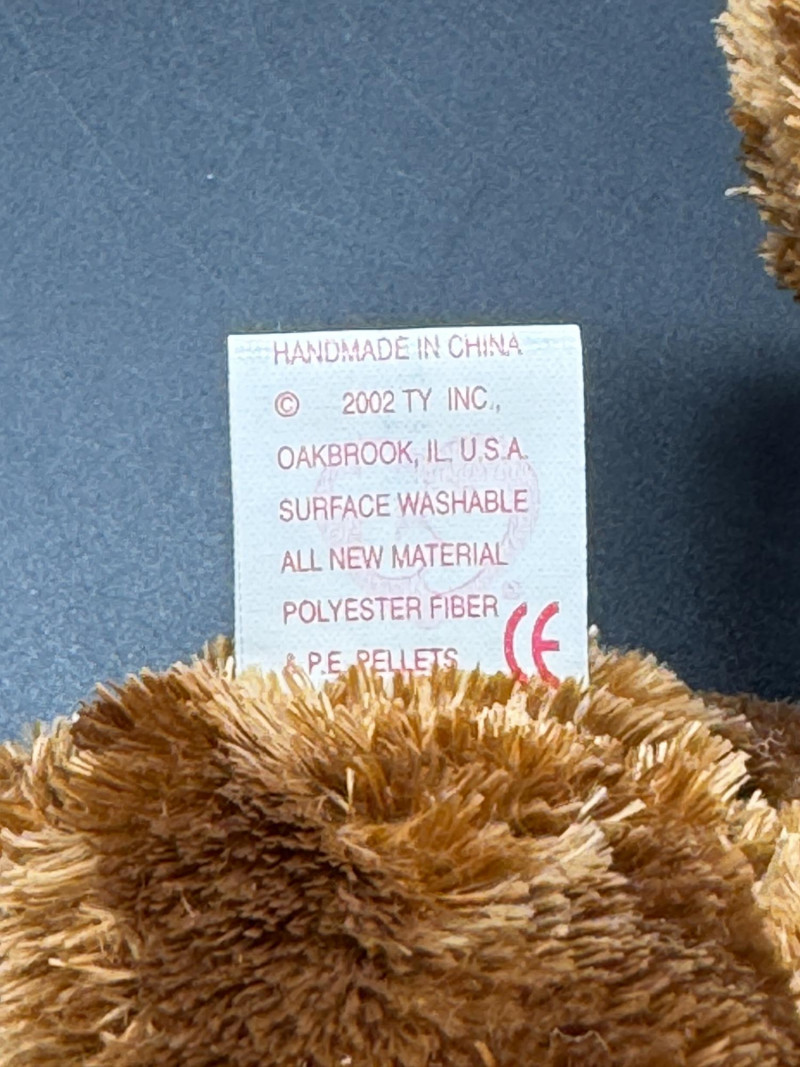 HANDMADE IN CHINA
© 2002 TY INC.,
OAKBROOK, IL. U.S.A.
SURFACE WASHABLE
ALL NEW MATERIAL
POLYESTER FIBER
& P.E. PELLETS
CE